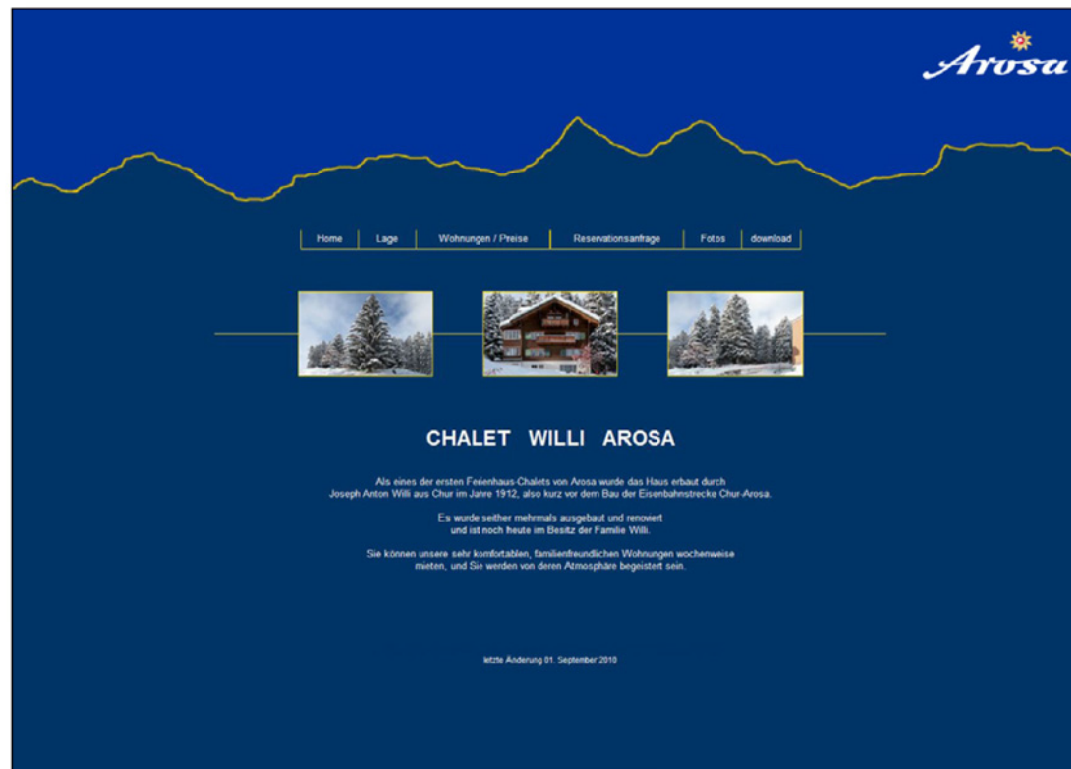 Arosa
Home Lage Wohnungen / Preise Reservationsanfrage Fotos download
CHALET WILLI AROSA
Als eines der ersten Ferienhaus-Chalets von Arosa wurde das Haus erbaut durch
Joseph Anton Willi aus Chur im Jahre 1912, also kurz vor dem Bau der Eisenbahnstrecke Chur-Arosa.
Es wurde seither mehrmals ausgebaut und renoviert
und ist noch heute im Besitz der Familie Willi.
Sie können unsere sehr komfortablen, familienfreundlichen Wohnungen wochenweise
mieten, und Sie werden von deren Atmosphäre begeistert sein.
letzte Änderung 01. September 2010